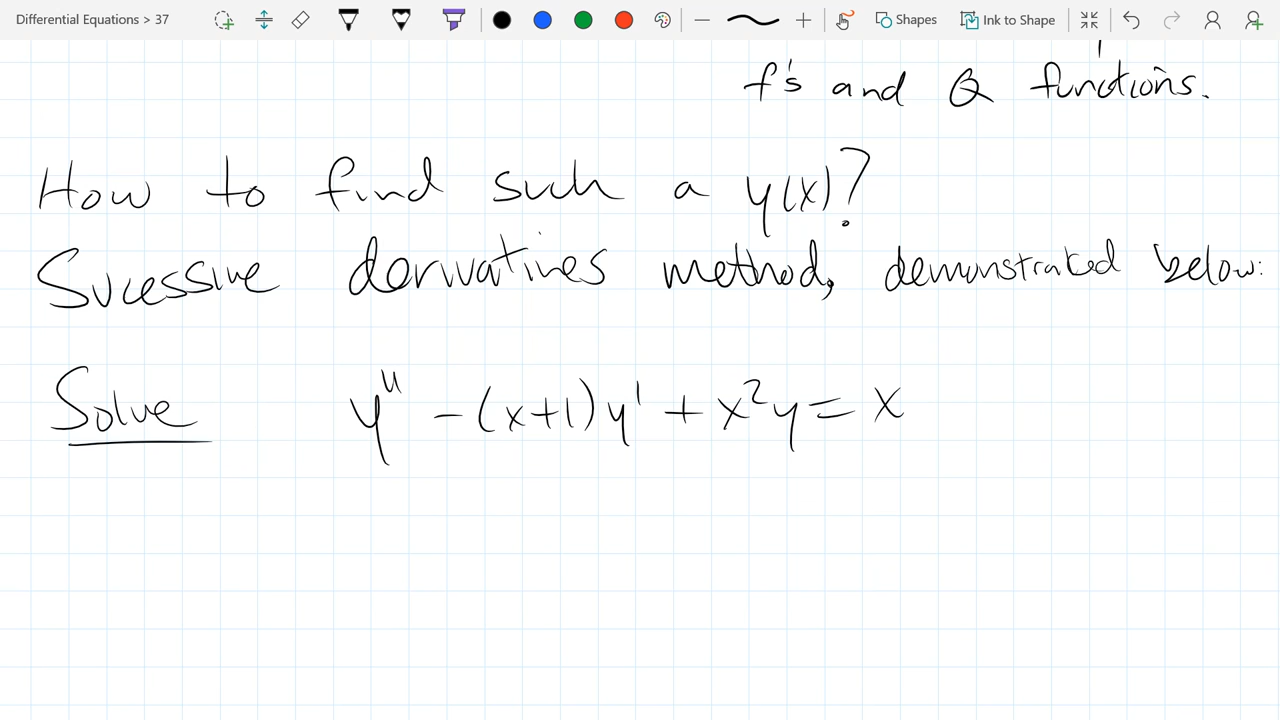 Differential Equations > 37
Shapes
Ink to Shape
f's and Q functions.
How to find such a y(x)?
Sucessive derivatives method, demonstrated below:
Solve y'' - (x+1)y' + x²y = x